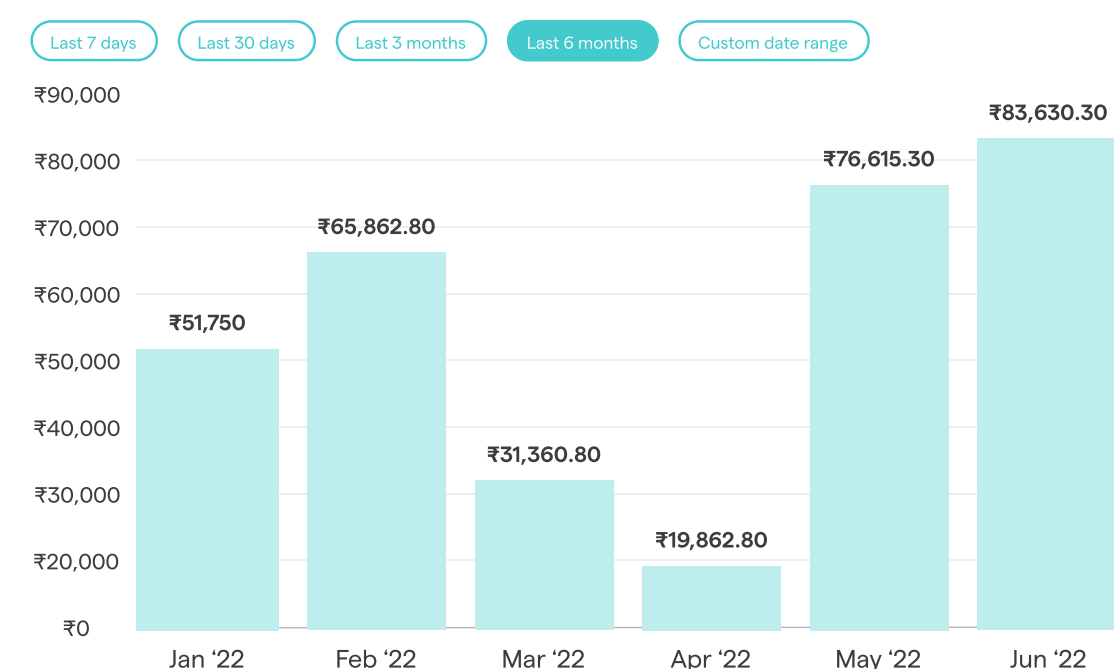 Last 7 days
Last 30 days
Last 3 months
Last 6 months
Custom date range
₹90,000
₹83,630.30
₹80,000
₹76,615.30
₹70,000
₹65,862.80
₹60,000
₹51,750
₹50,000
₹40,000
₹31,360.80
₹30,000
₹20,000
₹19,862.80
₹0
Jan ‘22
Feb ‘22
Mar ‘22
Apr ‘22
May ‘22
Jun ‘22